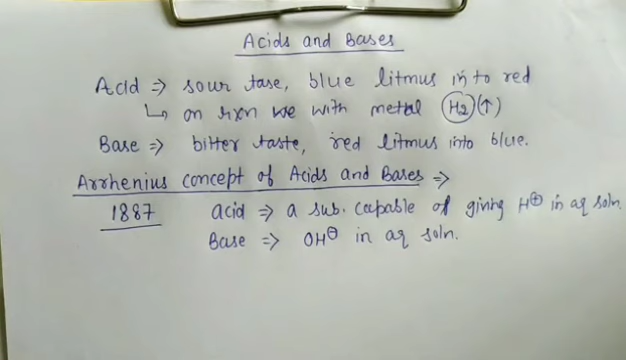 Acids and Bases
Acid ⇒ sour tase, blue litmus in to red
↳ on rxn we with metal H2 (↑)
Base ⇒ bitter taste, red litmus into blue.
Arrhenius concept of Acids and Bases ⇒
1887 acid ⇒ a sub. capable of giving H⊕ in aq soln.
Base ⇒ OH⊖ in aq soln.